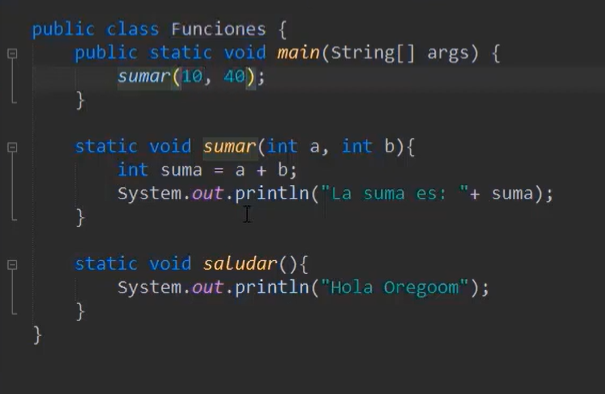 public class Funciones {
    public static void main(String[] args) {
        sumar(10, 40);
    }

    static void sumar(int a, int b){
        int suma = a + b;
        System.out.println("La suma es: "+ suma);
    }

    static void saludar(){
        System.out.println("Hola Oregoom");
    }
}